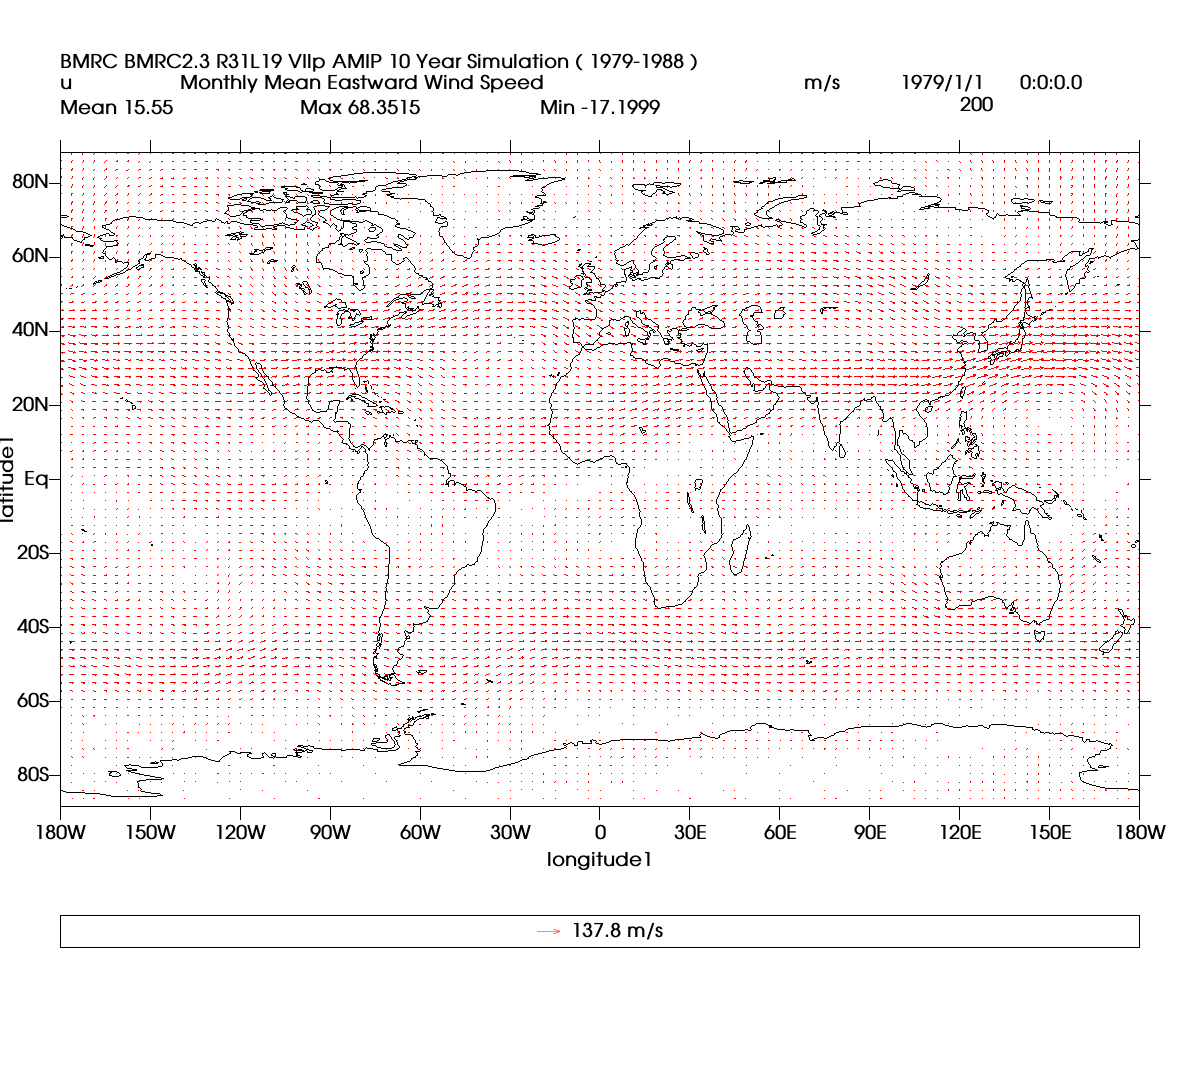 BMRC BMRC2.3 R31L19 VIIp AMIP 10 Year Simulation ( 1979-1988 )
u Monthly Mean Eastward Wind Speed m/s 1979/1/1 0:0:0.0
Mean 15.55 Max 68.3515 Min -17.1999 200
80N
60N
40N
20N
Eq
20S
40S
60S
80S
latitude1
180W 150W 120W 90W 60W 30W 0 30E 60E 90E 120E 150E 180W
longitude1
137.8 m/s